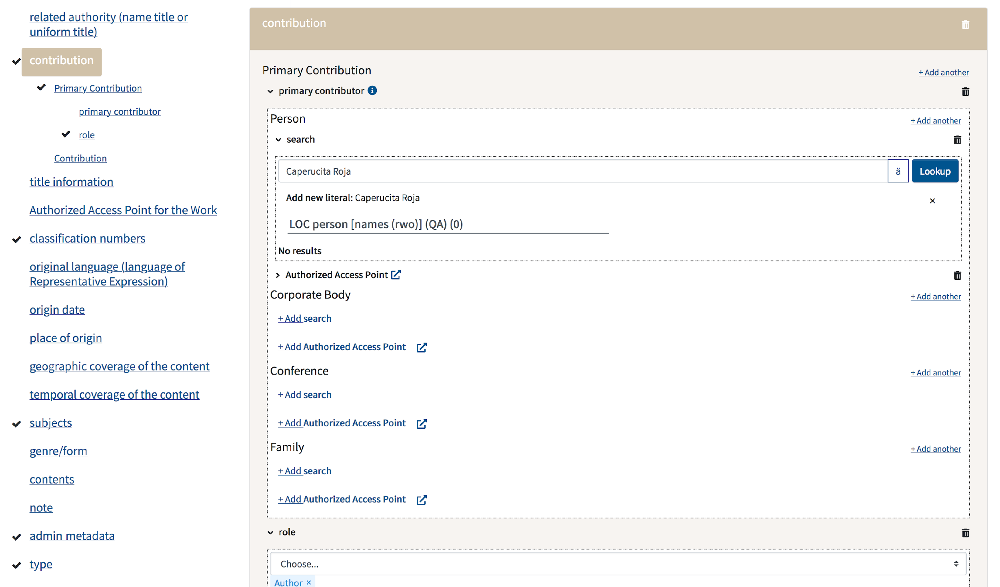 related authority (name title or
uniform title)
contribution
Primary Contribution
primary contributor
role
Contribution
title information
Authorized Access Point for the Work
classification numbers
original language (language of
Representative Expression)
origin date
place of origin
geographic coverage of the content
temporal coverage of the content
subjects
genre/form
contents
note
admin metadata
type
contribution
Primary Contribution
+ Add another
primary contributor
Person
+ Add another
search
Caperucita Roja
ä
Lookup
Add new literal: Caperucita Roja
×
LOC person [names (rwo)] (QA) (0)
No results
Authorized Access Point
Corporate Body
+ Add another
+ Add search
+ Add Authorized Access Point
Conference
+ Add another
+ Add search
+ Add Authorized Access Point
Family
+ Add another
+ Add search
+ Add Authorized Access Point
role
Choose...
Author ×